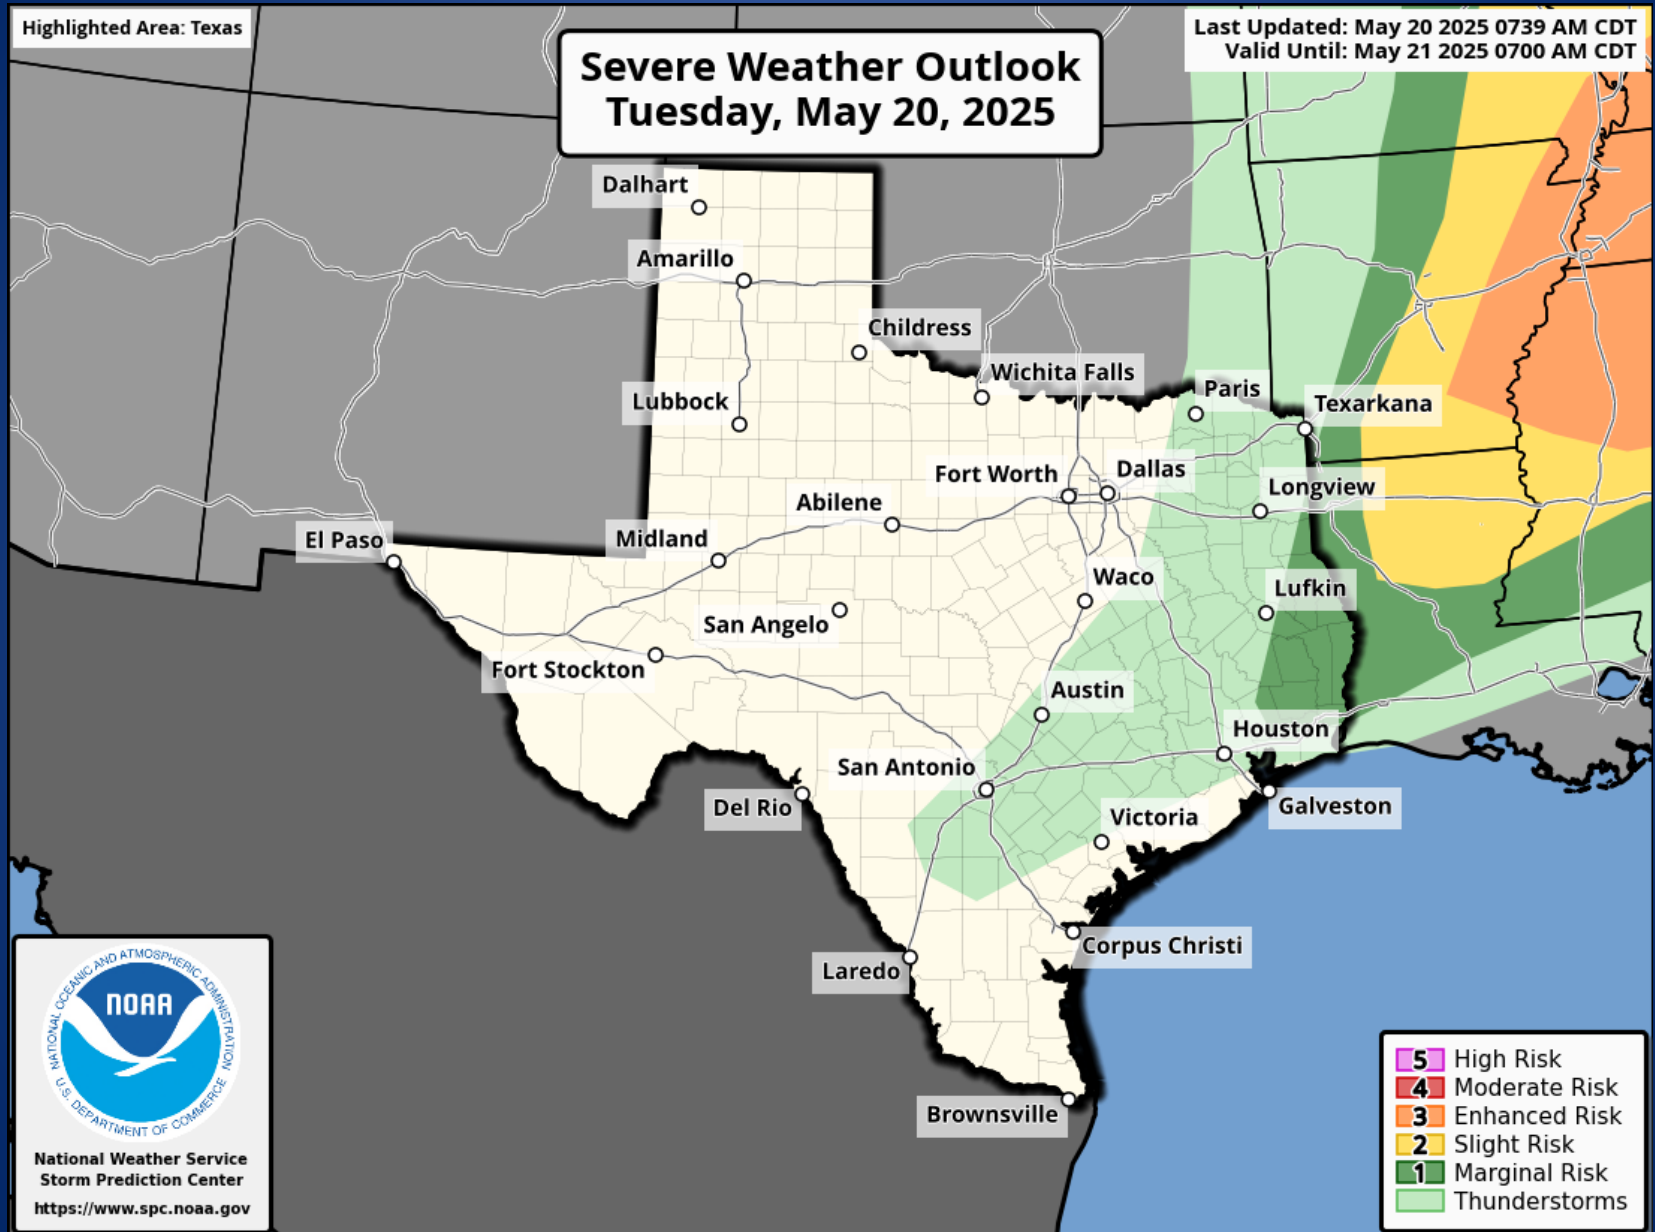 Highlighted Area: Texas
Last Updated: May 20 2025 0739 AM CDT
Valid Until: May 21 2025 0700 AM CDT
Severe Weather Outlook
Tuesday, May 20, 2025
Dalhart
Amarillo
Childress
Wichita Falls
Paris
Lubbock
Texarkana
Fort Worth
Dallas
Longview
Abilene
El Paso
Midland
Waco
Lufkin
San Angelo
Fort Stockton
Austin
Houston
San Antonio
Del Rio
Galveston
Victoria
Corpus Christi
Laredo
Brownsville
NATIONAL OCEANIC AND ATMOSPHERIC ADMINISTRATION
NOAA
U.S. DEPARTMENT OF COMMERCE
National Weather Service
Storm Prediction Center
https://www.spc.noaa.gov
5 High Risk
4 Moderate Risk
3 Enhanced Risk
2 Slight Risk
1 Marginal Risk
Thunderstorms